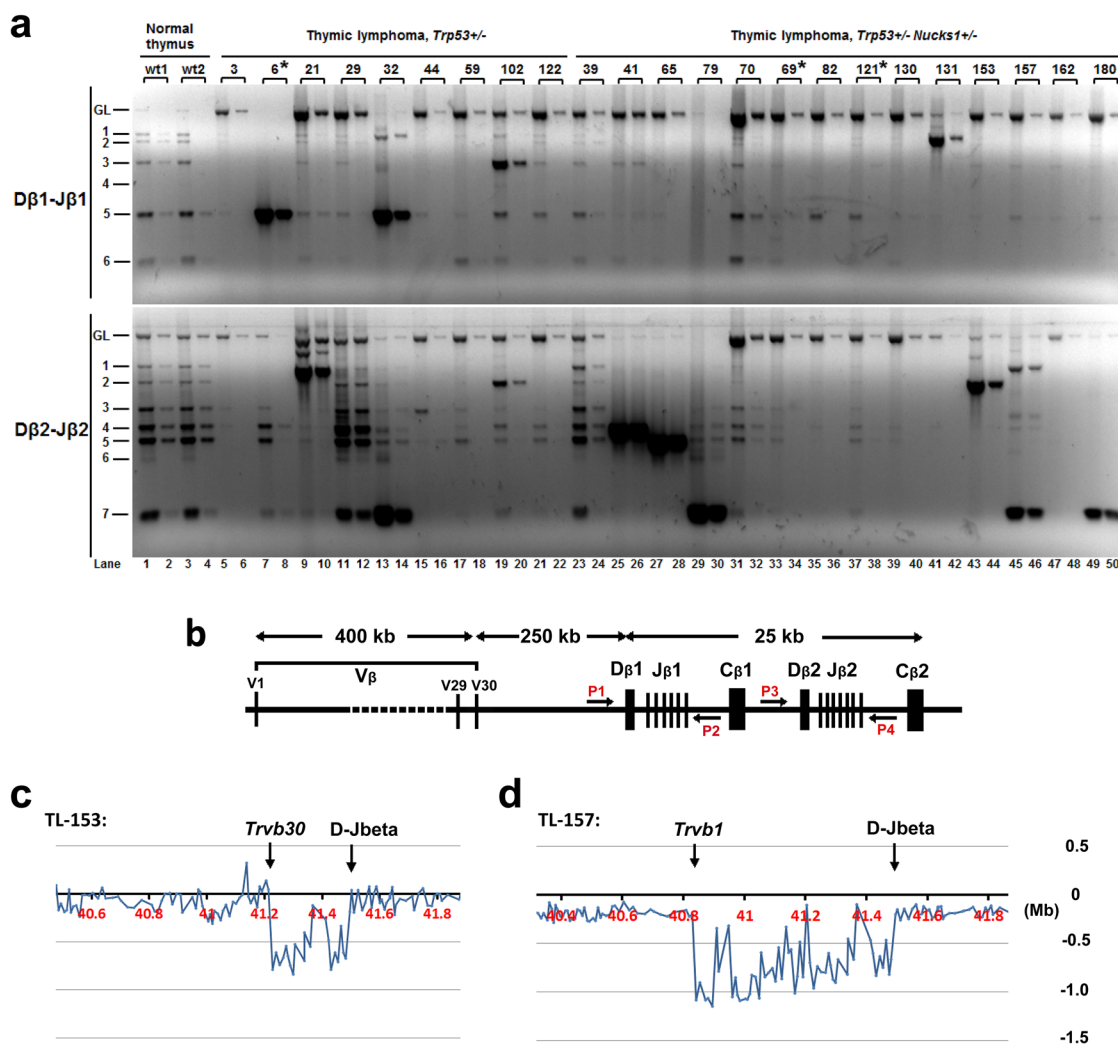 a
Normal thymus
Thymic lymphoma, Trp53+/-
Thymic lymphoma, Trp53+/- Nucks1+/-
wt1 wt2 3 6* 21 29 32 44 59 102 122 39 41 65 79 70 69* 82 121* 130 131 153 157 162 180
Dβ1-Jβ1
GL
1
2
3
4
5
6
Dβ2-Jβ2
GL
1
2
3
4
5
6
7
Lane 1 2 3 4 5 6 7 8 9 10 11 12 13 14 15 16 17 18 19 20 21 22 23 24 25 26 27 28 29 30 31 32 33 34 35 36 37 38 39 40 41 42 43 44 45 46 47 48 49 50
b
400 kb 250 kb 25 kb
Vβ
V1 V29 V30 P1 Dβ1 Jβ1 P2 Cβ1 P3 Dβ2 Jβ2 P4 Cβ2
c
TL-153:
Trvb30 D-Jbeta
40.6 40.8 41 41.2 41.4 41.6 41.8
d
TL-157:
Trvb1 D-Jbeta
40.4 40.6 40.8 41 41.2 41.4 41.6 41.8
0.5
0
(Mb)
-0.5
-1.0
-1.5